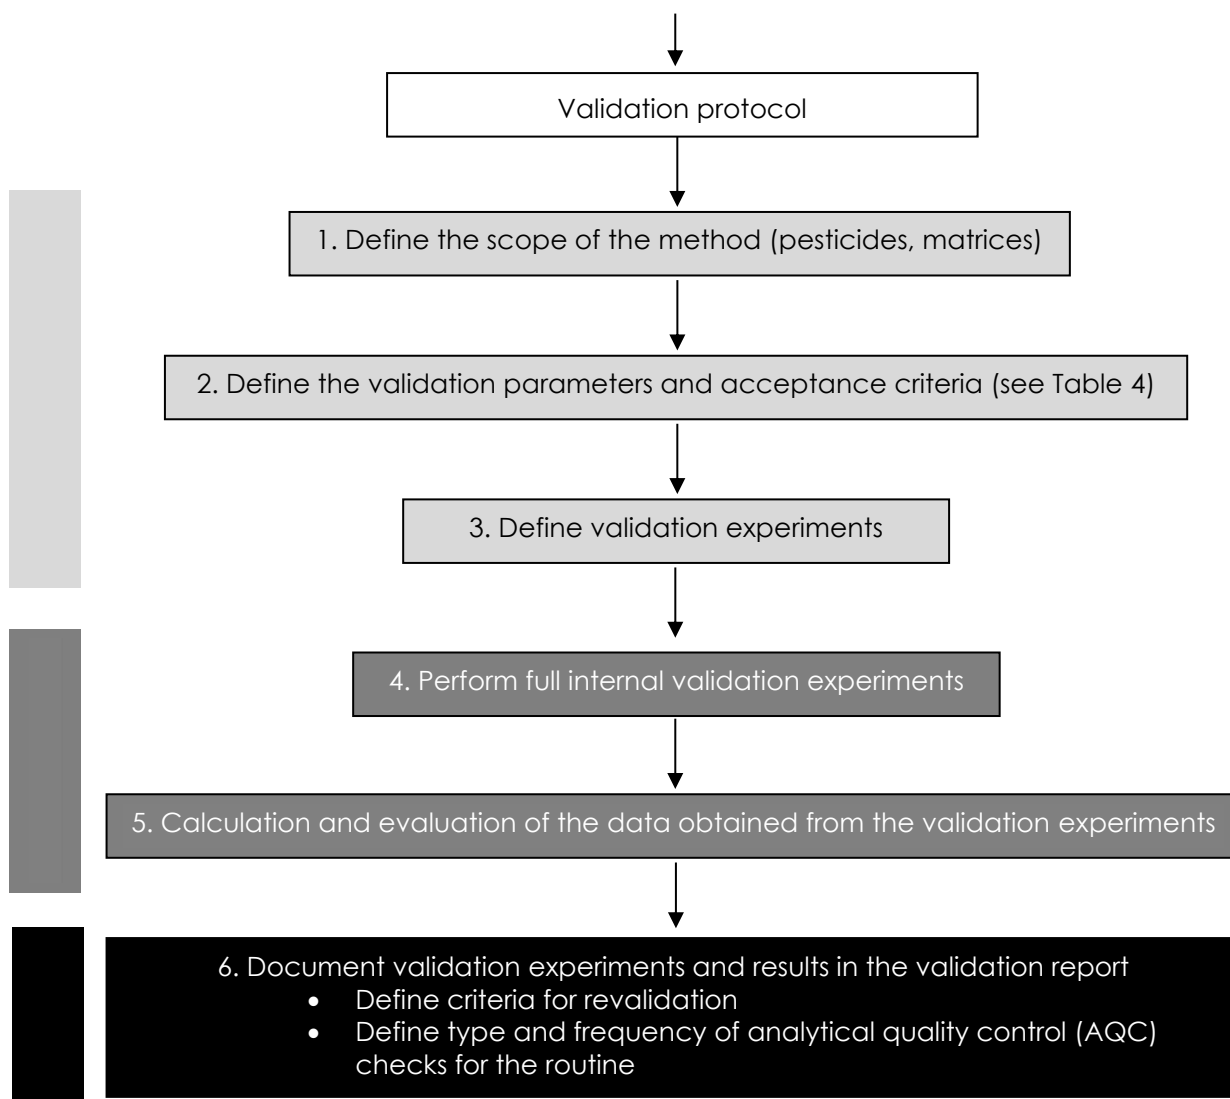 Validation protocol
1. Define the scope of the method (pesticides, matrices)
2. Define the validation parameters and acceptance criteria (see Table 4)
3. Define validation experiments
4. Perform full internal validation experiments
5. Calculation and evaluation of the data obtained from the validation experiments
6. Document validation experiments and results in the validation report
• Define criteria for revalidation
• Define type and frequency of analytical quality control (AQC)
checks for the routine